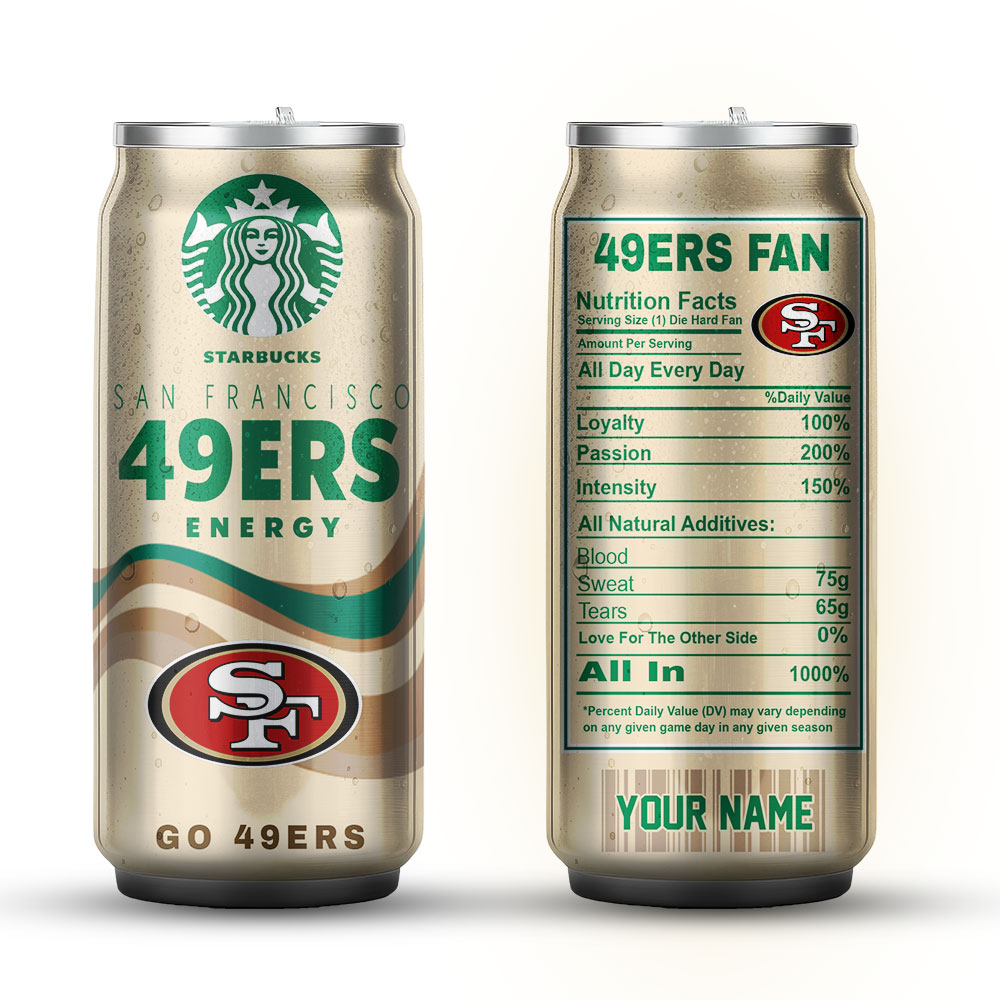 STARBUCKS
SAN FRANCISCO
49ERS
ENERGY
SF
GO 49ERS
49ERS FAN
Nutrition Facts
Serving Size (1) Die Hard Fan
SF
Amount Per Serving
All Day Every Day
%Daily Value
Loyalty 100%
Passion 200%
Intensity 150%
All Natural Additives:
Blood
Sweat 75g
Tears 65g
Love For The Other Side 0%
All In 1000%
*Percent Daily Value (DV) may vary depending
on any given game day in any given season
YOUR NAME